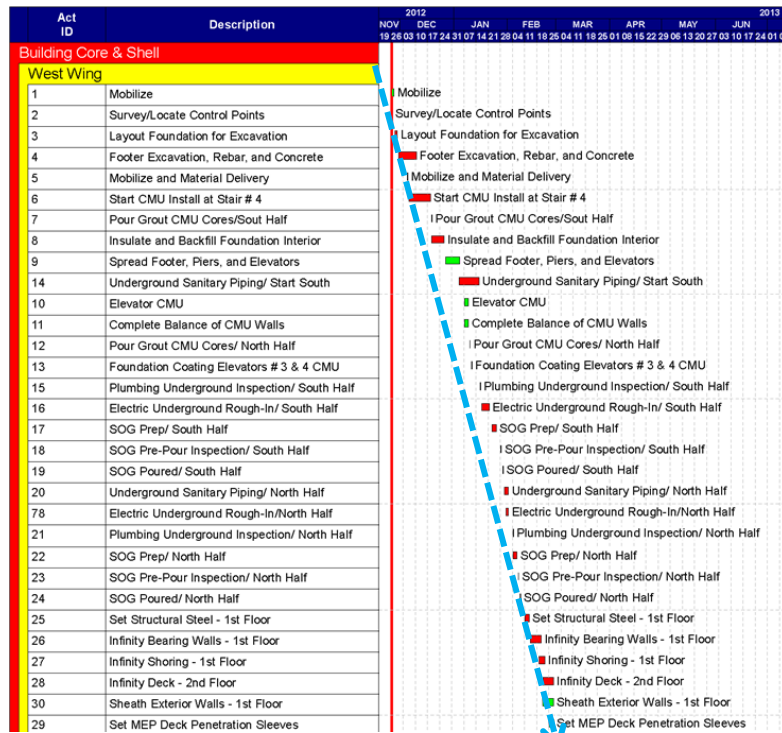 2012 2013
Act ID Description NOV DEC JAN FEB MAR APR MAY JUN
19 26 03 10 17 24 31 07 14 21 28 04 11 18 25 04 11 18 25 01 08 15 22 29 06 13 20 27 03 10 17 24 01
Building Core & Shell
West Wing
1 Mobilize Mobilize
2 Survey/Locate Control Points Survey/Locate Control Points
3 Layout Foundation for Excavation Layout Foundation for Excavation
4 Footer Excavation, Rebar, and Concrete Footer Excavation, Rebar, and Concrete
5 Mobilize and Material Delivery Mobilize and Material Delivery
6 Start CMU Install at Stair # 4 Start CMU Install at Stair # 4
7 Pour Grout CMU Cores/Sout Half Pour Grout CMU Cores/Sout Half
8 Insulate and Backfill Foundation Interior Insulate and Backfill Foundation Interior
9 Spread Footer, Piers, and Elevators Spread Footer, Piers, and Elevators
14 Underground Sanitary Piping/ Start South Underground Sanitary Piping/ Start South
10 Elevator CMU Elevator CMU
11 Complete Balance of CMU Walls Complete Balance of CMU Walls
12 Pour Grout CMU Cores/ North Half Pour Grout CMU Cores/ North Half
13 Foundation Coating Elevators # 3 & 4 CMU Foundation Coating Elevators # 3 & 4 CMU
15 Plumbing Underground Inspection/ South Half Plumbing Underground Inspection/ South Half
16 Electric Underground Rough-In/ South Half Electric Underground Rough-In/ South Half
17 SOG Prep/ South Half SOG Prep/ South Half
18 SOG Pre-Pour Inspection/ South Half SOG Pre-Pour Inspection/ South Half
19 SOG Poured/ South Half SOG Poured/ South Half
20 Underground Sanitary Piping/ North Half Underground Sanitary Piping/ North Half
78 Electric Underground Rough-In/North Half Electric Underground Rough-In/North Half
21 Plumbing Underground Inspection/ North Half Plumbing Underground Inspection/ North Half
22 SOG Prep/ North Half SOG Prep/ North Half
23 SOG Pre-Pour Inspection/ North Half SOG Pre-Pour Inspection/ North Half
24 SOG Poured/ North Half SOG Poured/ North Half
25 Set Structural Steel - 1st Floor Set Structural Steel - 1st Floor
26 Infinity Bearing Walls - 1st Floor Infinity Bearing Walls - 1st Floor
27 Infinity Shoring - 1st Floor Infinity Shoring - 1st Floor
28 Infinity Deck - 2nd Floor Infinity Deck - 2nd Floor
30 Sheath Exterior Walls - 1st Floor Sheath Exterior Walls - 1st Floor
29 Set MEP Deck Penetration Sleeves Set MEP Deck Penetration Sleeves